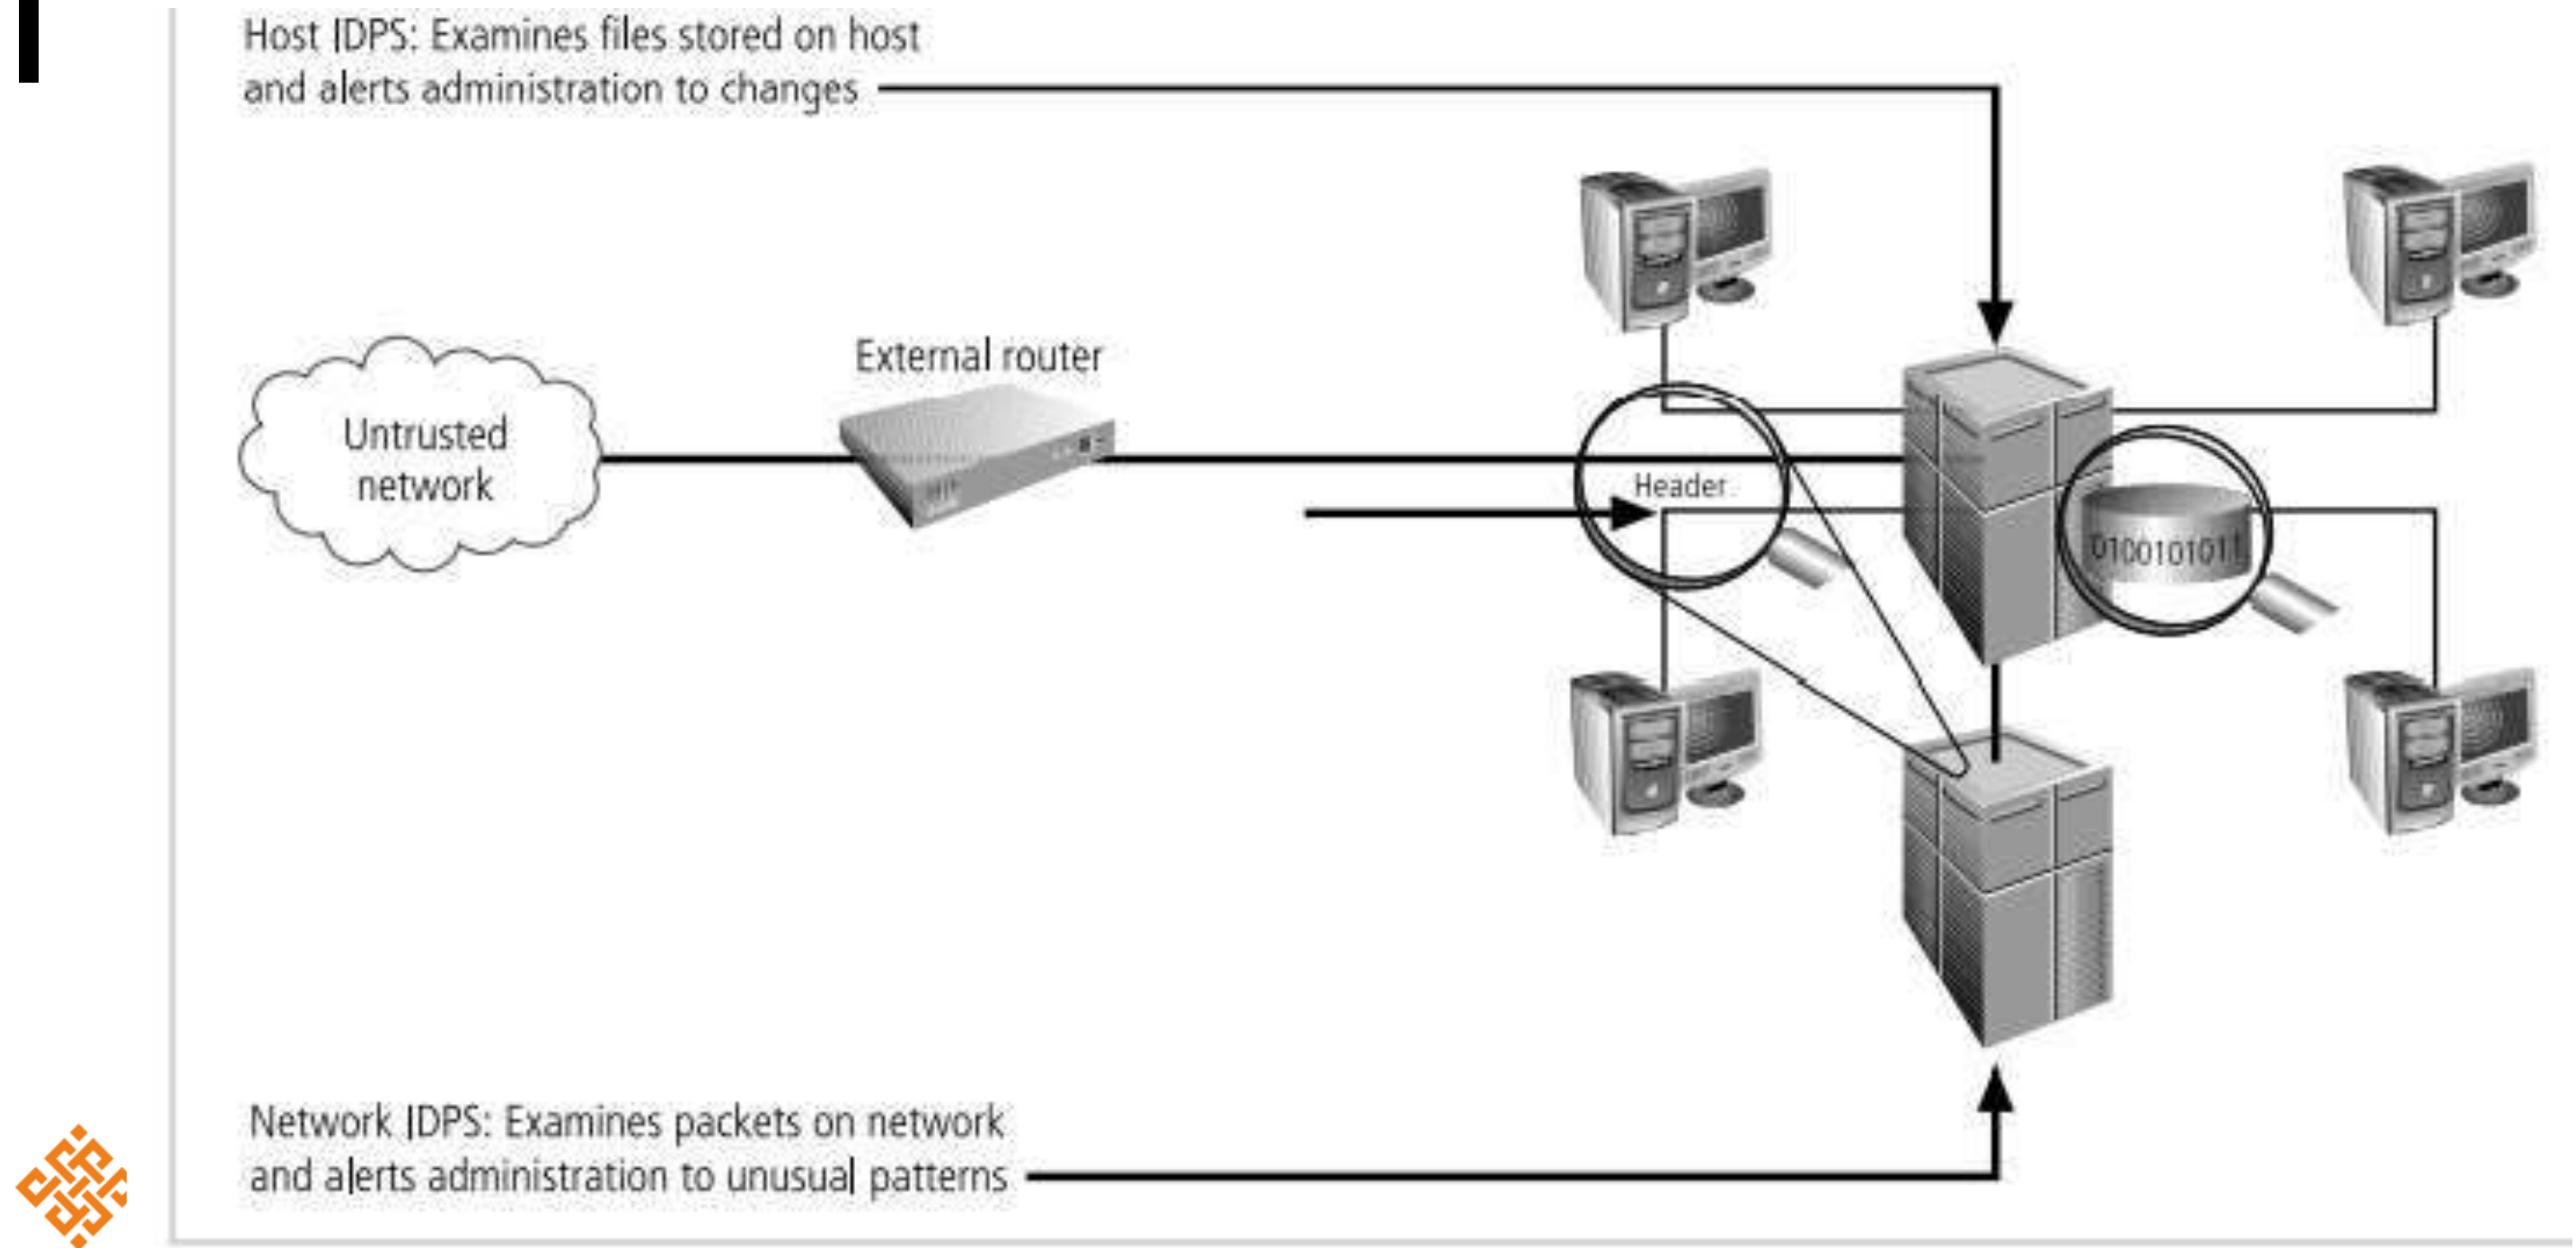 Host IDPS: Examines files stored on host
and alerts administration to changes
External router
Untrusted
network
Header
0100101011
Network IDPS: Examines packets on network
and alerts administration to unusual patterns